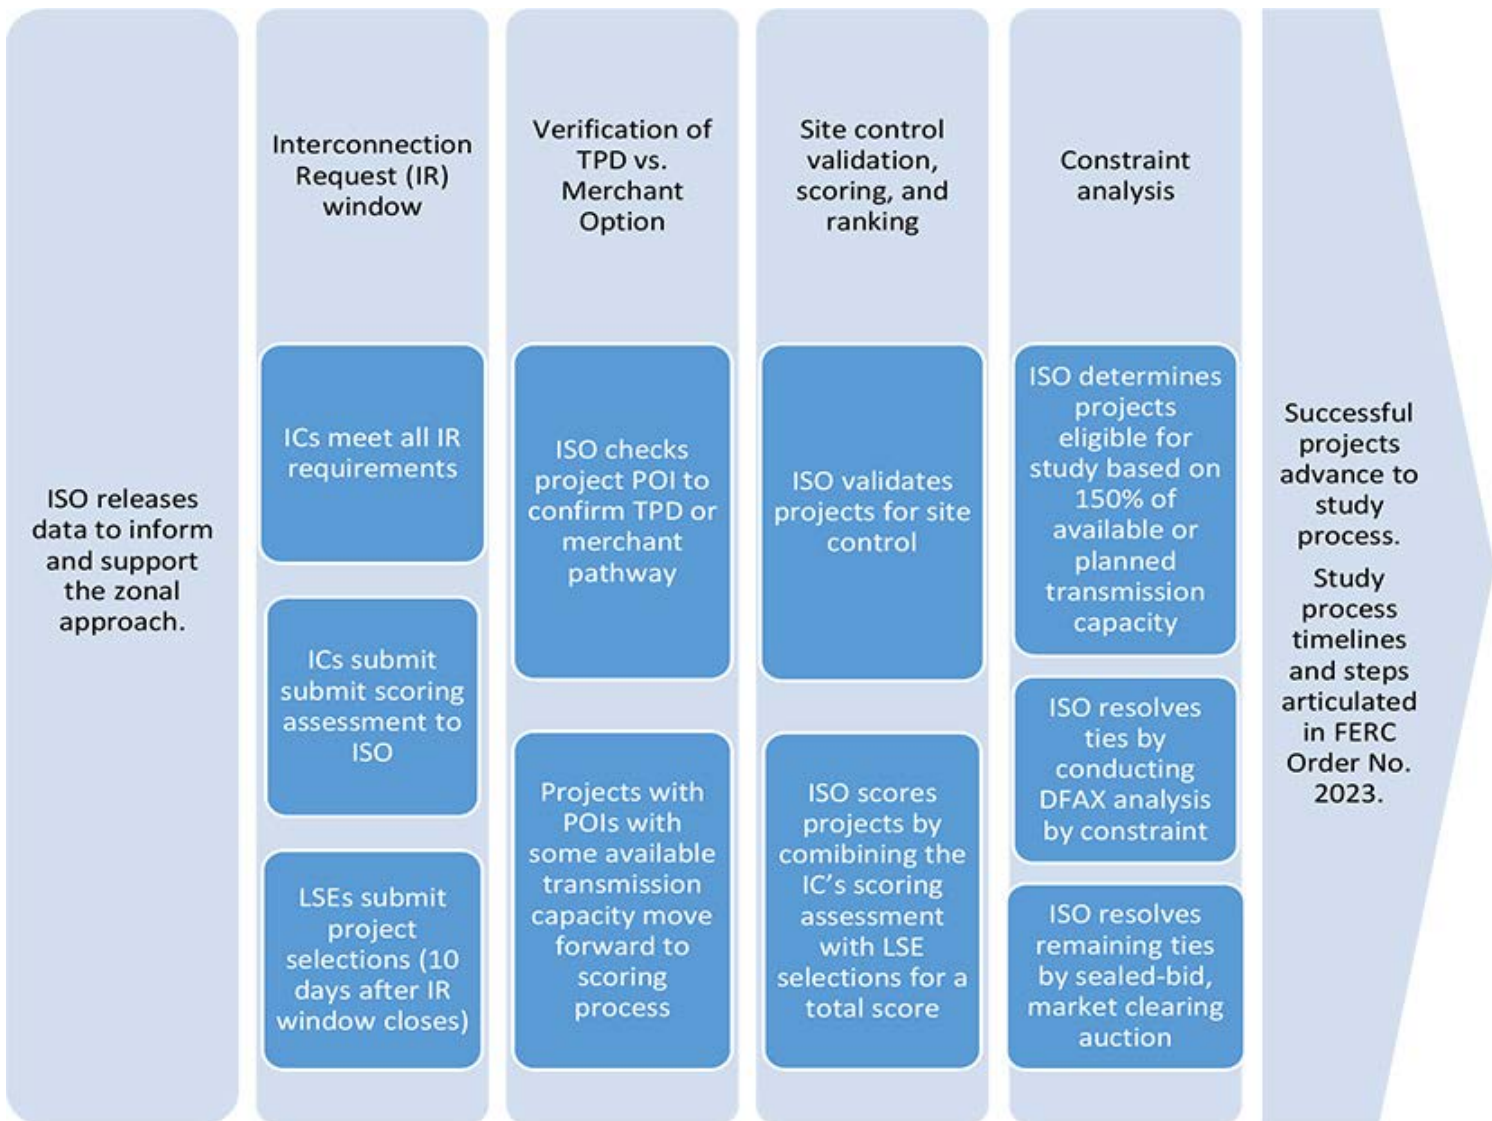 ISO releases
data to inform
and support
the zonal
approach.
Interconnection
Request (IR)
window
ICs meet all IR
requirements
ICs submit
submit scoring
assessment to
ISO
LSEs submit
project
selections (10
days after IR
window closes)
Verification of
TPD vs.
Merchant
Option
ISO checks
project POI to
confirm TPD or
merchant
pathway
Projects with
POIs with
some available
transmission
capacity move
forward to
scoring
process
Site control
validation,
scoring, and
ranking
ISO validates
projects for site
control
ISO scores
projects by
comibining the
IC’s scoring
assessment
with LSE
selections for a
total score
Constraint
analysis
ISO determines
projects
eligible for
study based on
150% of
available or
planned
transmission
capacity
ISO resolves
ties by
conducting
DFAX analysis
by constraint
ISO resolves
remaining ties
by sealed-bid,
market clearing
auction
Successful
projects
advance to
study
process.
Study
process
timelines
and steps
articulated
in FERC
Order No.
2023.